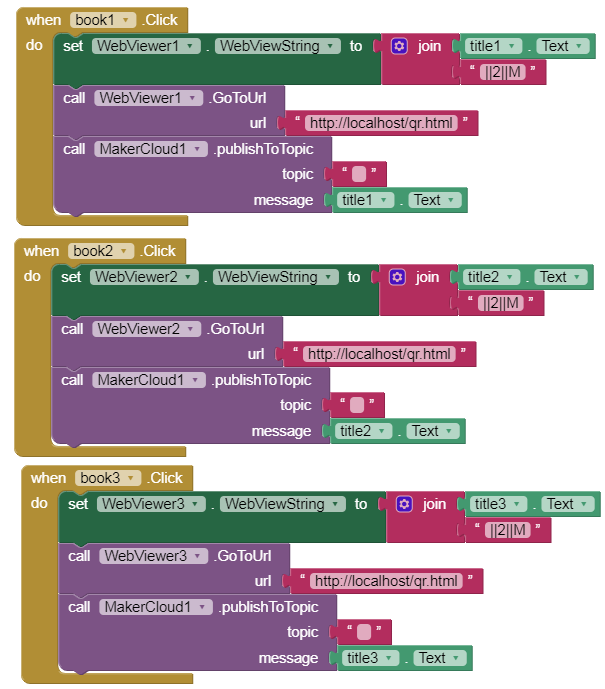 when book1 .Click
do set WebViewer1 . WebViewString to join title1 . Text
“ ||2||M ”
call WebViewer1 .GoToUrl
url “ http://localhost/qr.html ”
call MakerCloud1 .publishToTopic
topic “ ”
message title1 . Text
when book2 .Click
do set WebViewer2 . WebViewString to join title2 . Text
“ ||2||M ”
call WebViewer2 .GoToUrl
url “ http://localhost/qr.html ”
call MakerCloud1 .publishToTopic
topic “ ”
message title2 . Text
when book3 .Click
do set WebViewer3 . WebViewString to join title3 . Text
“ ||2||M ”
call WebViewer3 .GoToUrl
url “ http://localhost/qr.html ”
call MakerCloud1 .publishToTopic
topic “ ”
message title3 . Text